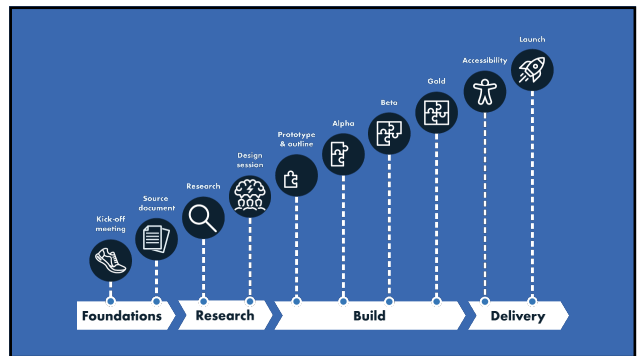 Kick-off
meeting
Source
document
Research
Design
session
Prototype
& outline
Alpha
Beta
Gold
Accessibility
Launch
Foundations
Research
Build
Delivery